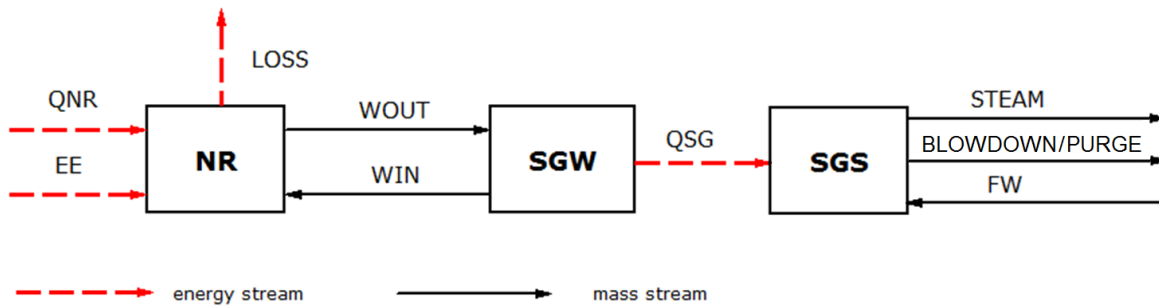 LOSS
QNR
WOUT
STEAM
EE
NR
WIN
SGW
QSG
SGS
BLOWDOWN/PURGE
FW
energy stream
mass stream